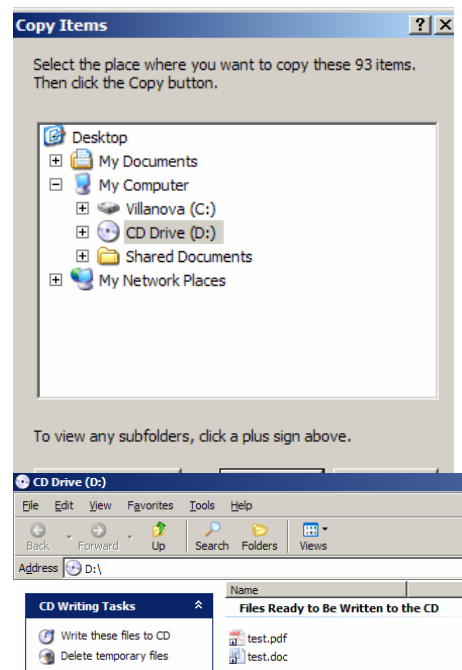 Copy Items
Select the place where you want to copy these 93 items.
Then click the Copy button.
Desktop
My Documents
My Computer
Villanova (C:)
CD Drive (D:)
Shared Documents
My Network Places
To view any subfolders, click a plus sign above.
CD Drive (D:)
File Edit View Favorites Tools Help
Back Forward Up Search Folders Views
Address D:\
Name
CD Writing Tasks
Files Ready to Be Written to the CD
Write these files to CD
test.pdf
Delete temporary files
test.doc